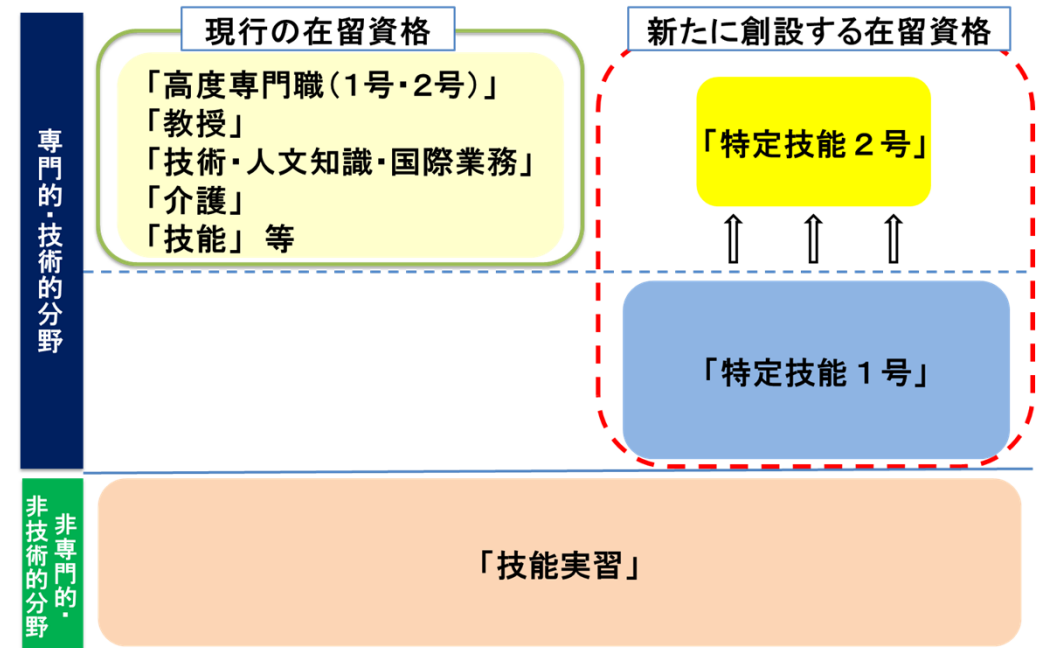 現行の在留資格
新たに創設する在留資格
専門的・技術的分野
「高度専門職(1号・2号)」
「教授」
「技術・人文知識・国際業務」
「介護」
「技能」 等
「特定技能２号」
「特定技能１号」
非専門的・
非技術的分野
「技能実習」